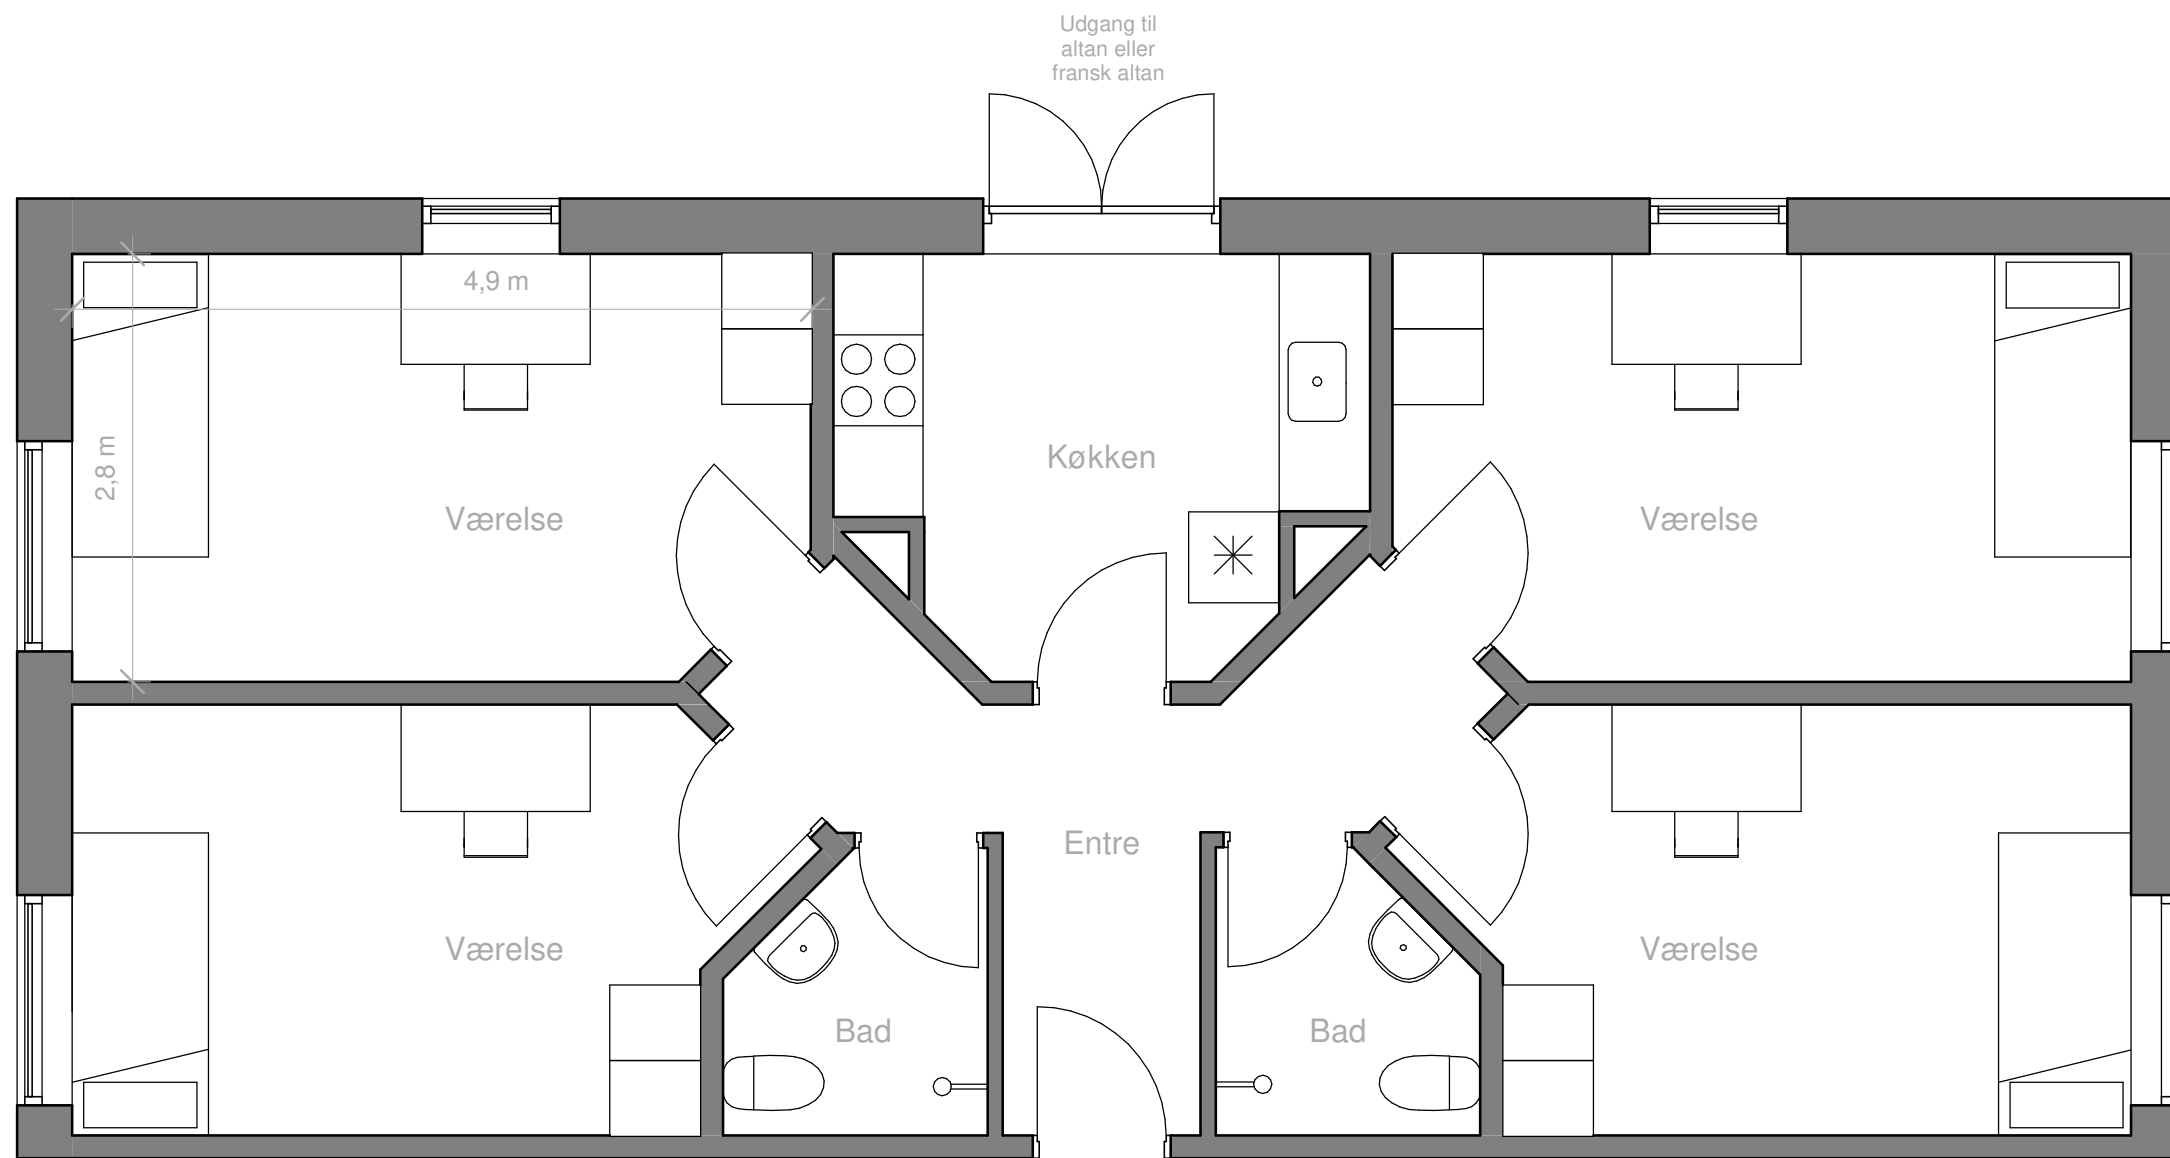 Udgang til
altan eller
fransk altan
4,9 m
2,8 m
Køkken
Værelse
Værelse
Entre
Værelse
Værelse
Bad
Bad